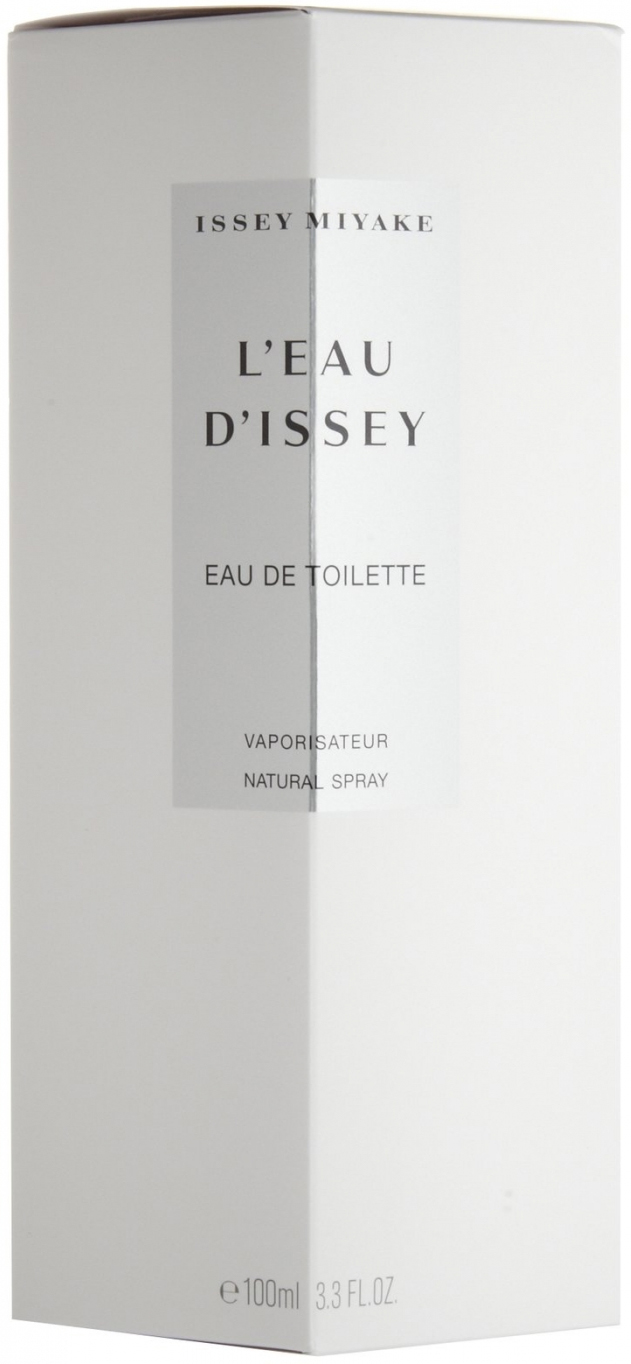 ISSEY MIYAKE
L'EAU
D'ISSEY
EAU DE TOILETTE
VAPORISATEUR
NATURAL SPRAY
℮100ml 3.3 FL.OZ.